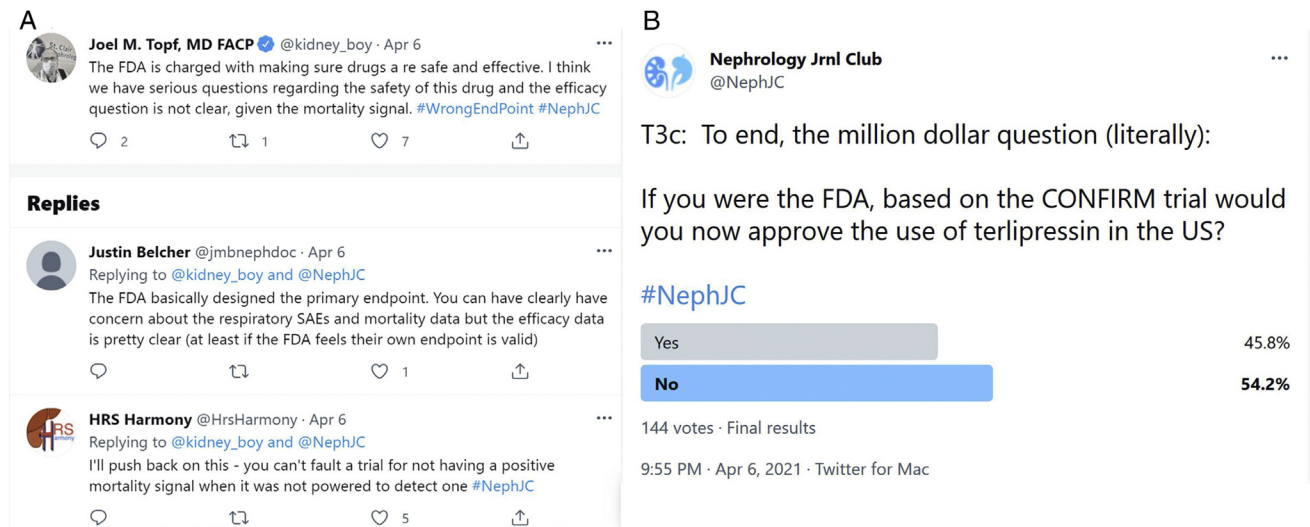 A
Joel M. Topf, MD FACP @kidney_boy · Apr 6
The FDA is charged with making sure drugs a re safe and effective. I think
we have serious questions regarding the safety of this drug and the efficacy
question is not clear, given the mortality signal. #WrongEndPoint #NephJC
2 1 7
Replies
Justin Belcher @jmbnephdoc · Apr 6
Replying to @kidney_boy and @NephJC
The FDA basically designed the primary endpoint. You can have clearly have
concern about the respiratory SAEs and mortality data but the efficacy data
is pretty clear (at least if the FDA feels their own endpoint is valid)
1
HRS Harmony @HrsHarmony · Apr 6
Replying to @kidney_boy and @NephJC
I'll push back on this - you can't fault a trial for not having a positive
mortality signal when it was not powered to detect one #NephJC
5
HRS
B
Nephrology Jrnl Club
@NephJC
T3c: To end, the million dollar question (literally):
If you were the FDA, based on the CONFIRM trial would
you now approve the use of terlipressin in the US?
#NephJC
Yes 45.8%
No 54.2%
144 votes · Final results
9:55 PM · Apr 6, 2021 · Twitter for Mac